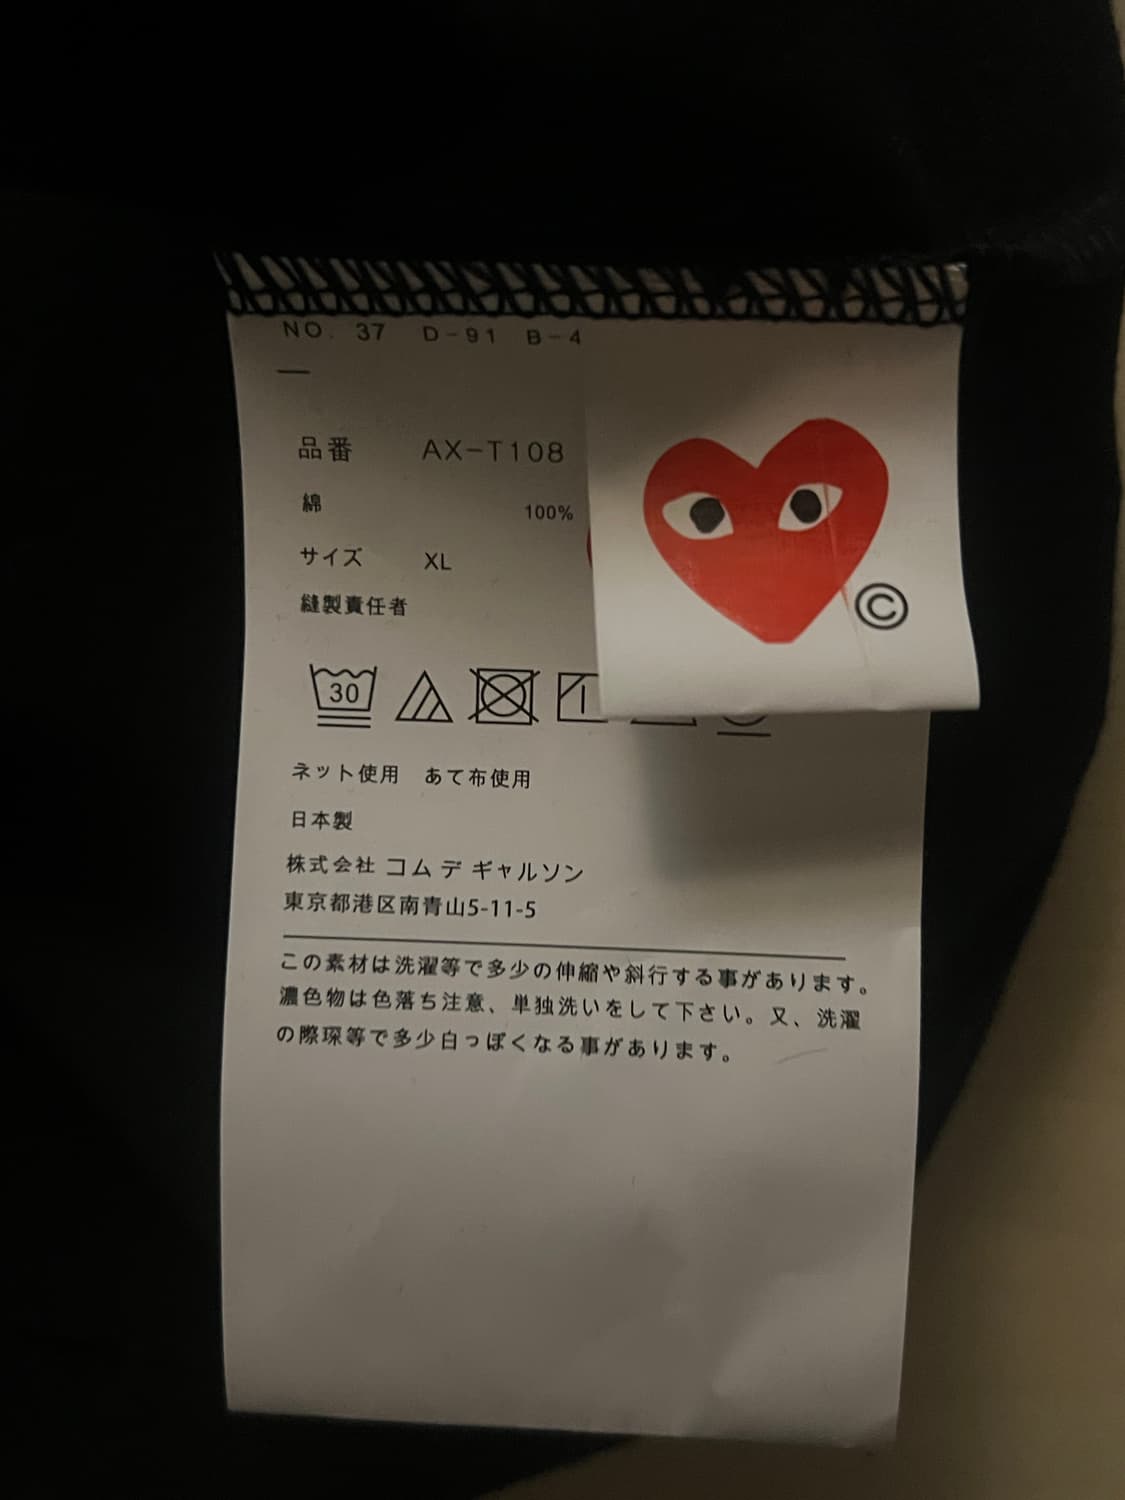 NO. 37 D-91 B-4
—
品番 AX-T108
綿 100%
サイズ XL
縫製責任者
©
30
ネット使用 あて布使用
日本製
株式会社 コム デ ギャルソン
東京都港区南青山5-11-5
この素材は洗濯等で多少の伸縮や斜行する事があります。
濃色物は色落ち注意、単独洗いをして下さい。又、洗濯
の際琛等で多少白っぽくなる事があります。